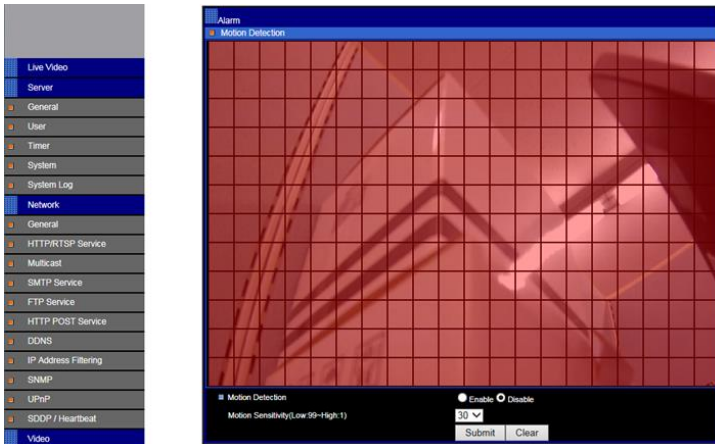 Live Video
Server
General
User
Timer
System
System Log
Network
General
HTTP/RTSP Service
Multicast
SMTP Service
FTP Service
HTTP POST Service
DDNS
IP Address Filtering
SNMP
UPnP
SDDP / Heartbeat
Video
Alarm
Motion Detection
Motion Detection Enable Disable
Motion Sensitivity(Low:99~High:1) 30
Submit Clear